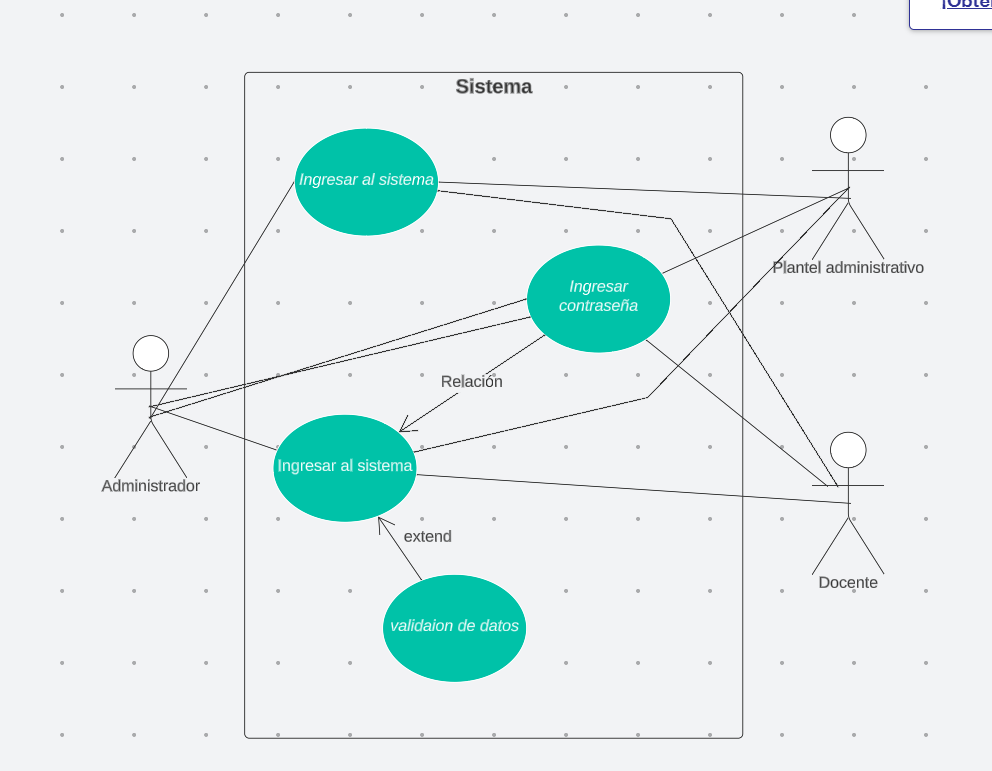 Sistema
Ingresar al sistema
Plantel administrativo
Ingresar
contraseña
Relación
Ingresar al sistema
Administrador
extend
Docente
validaion de datos